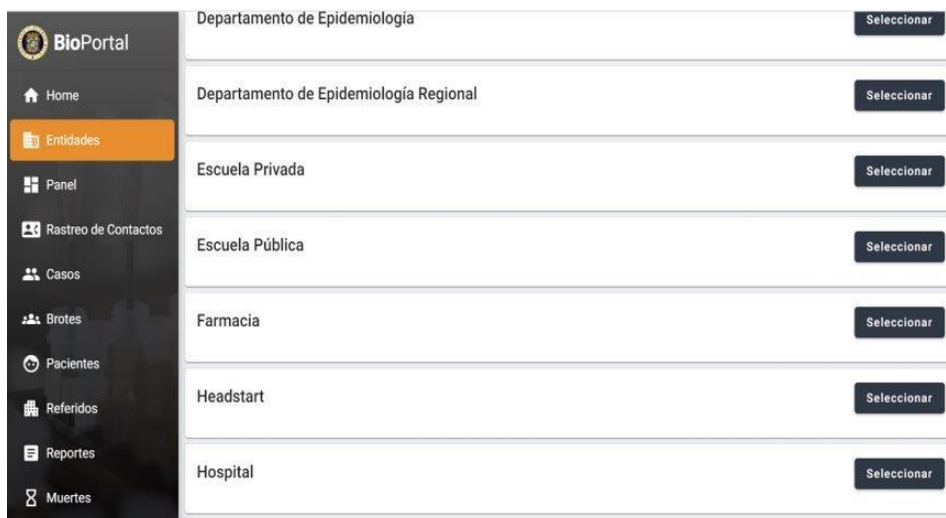 BioPortal
Home
Entidades
Panel
Rastreo de Contactos
Casos
Brotes
Pacientes
Referidos
Reportes
Muertes
Departamento de Epidemiología
Seleccionar
Departamento de Epidemiología Regional
Seleccionar
Escuela Privada
Seleccionar
Escuela Pública
Seleccionar
Farmacia
Seleccionar
Headstart
Seleccionar
Hospital
Seleccionar